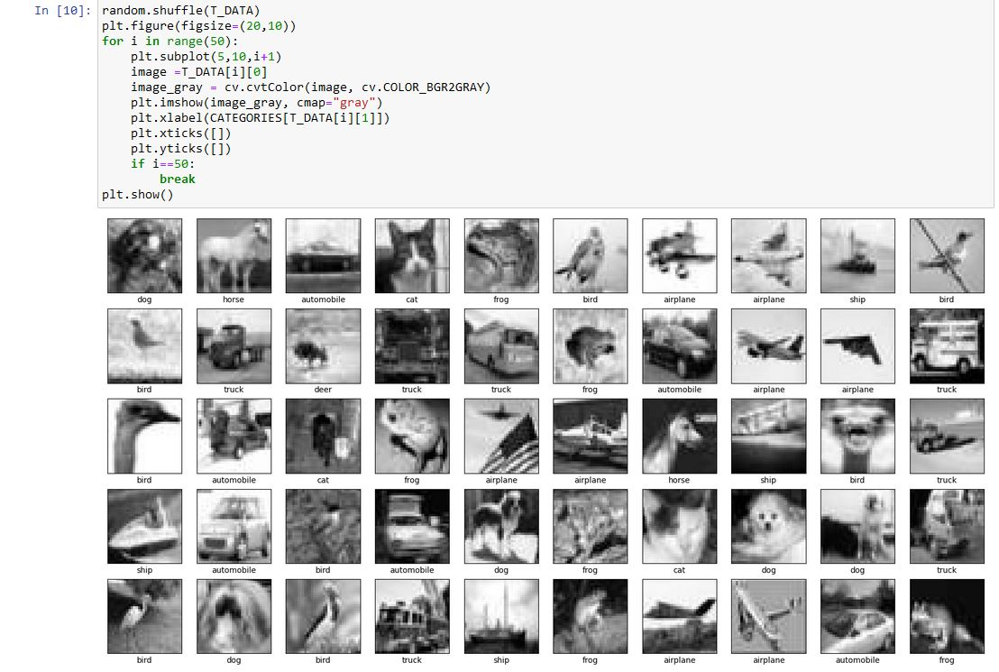 In [10]: random.shuffle(T_DATA)
plt.figure(figsize=(20,10))
for i in range(50):
    plt.subplot(5,10,i+1)
    image =T_DATA[i][0]
    image_gray = cv.cvtColor(image, cv.COLOR_BGR2GRAY)
    plt.imshow(image_gray, cmap="gray")
    plt.xlabel(CATEGORIES[T_DATA[i][1]])
    plt.xticks([])
    plt.yticks([])
    if i==50:
        break
plt.show()
dog horse automobile cat frog bird airplane airplane ship bird
bird truck deer truck truck frog automobile airplane airplane truck
bird automobile cat frog airplane airplane horse ship bird truck
ship automobile bird automobile dog frog cat dog dog truck
bird dog bird truck ship frog airplane airplane automobile frog